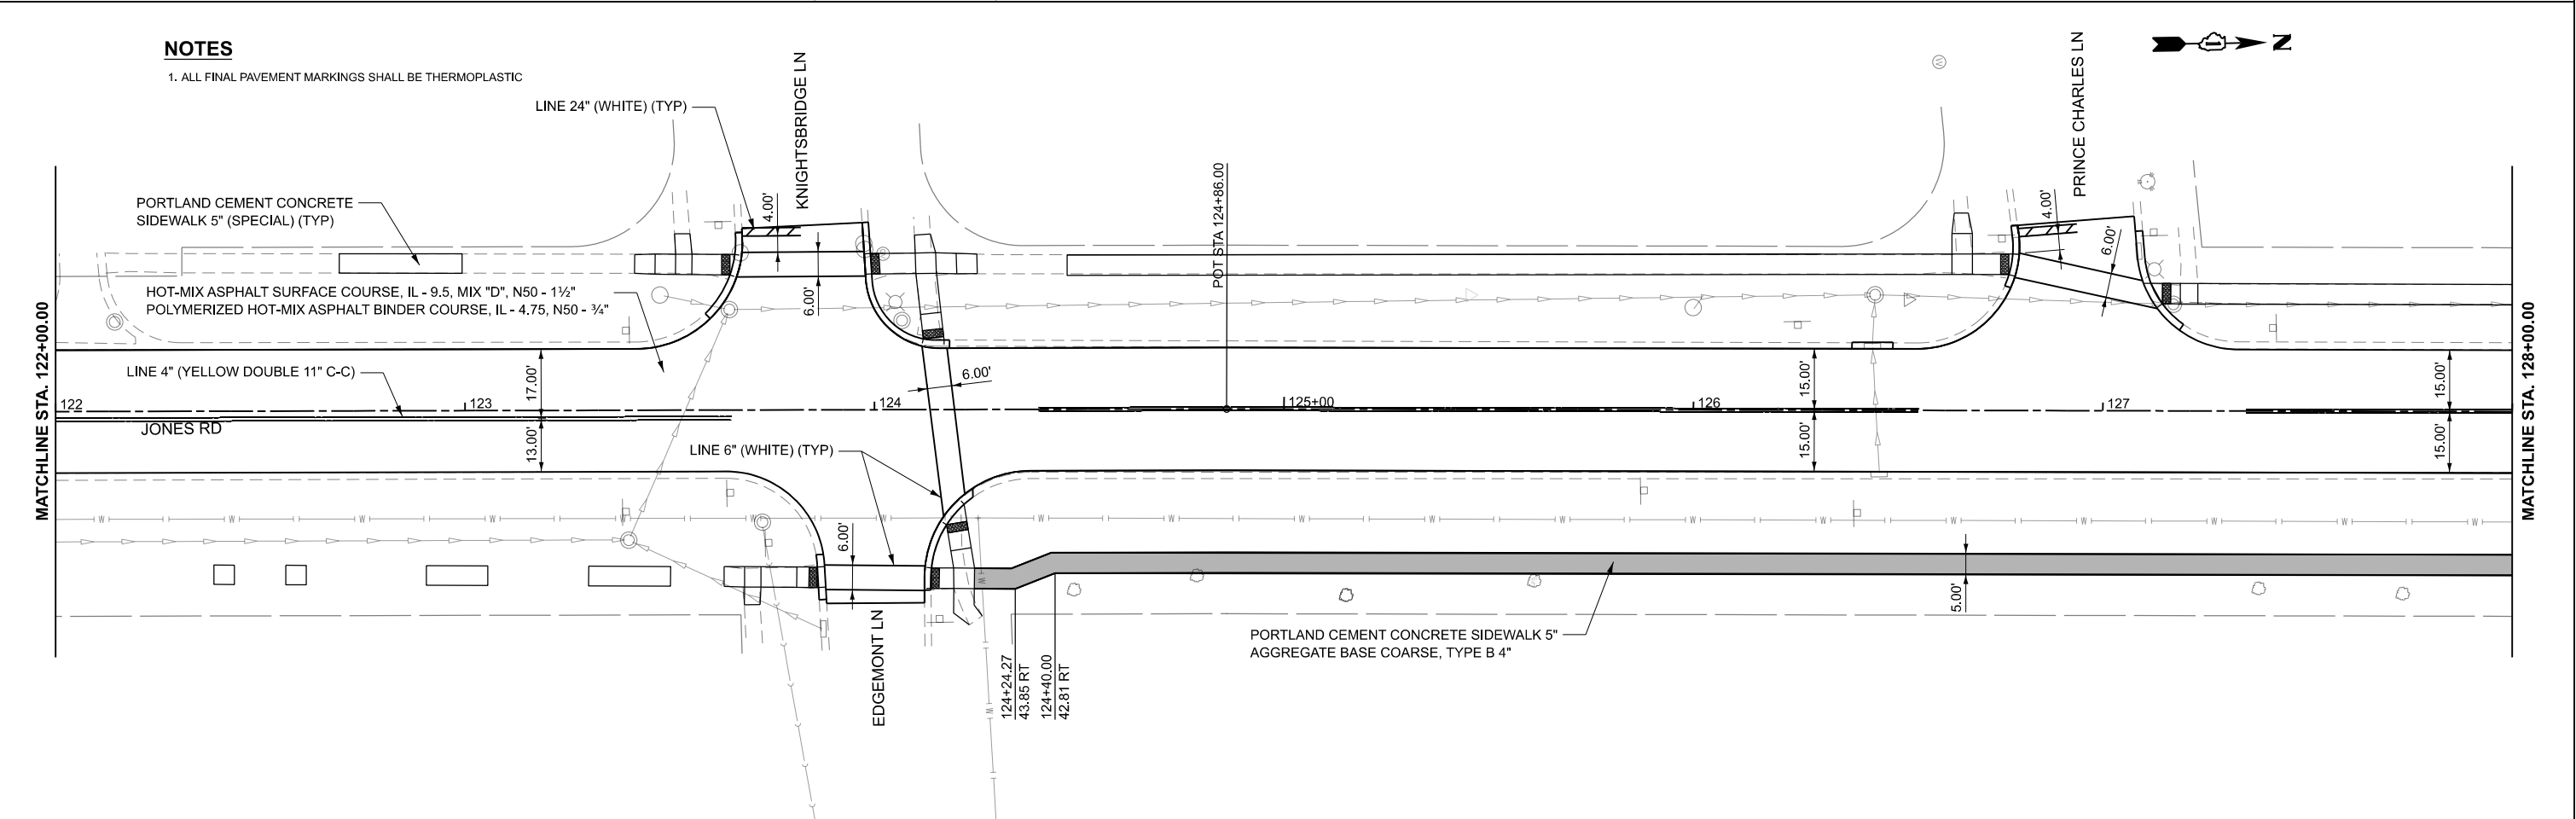 NOTES
1. ALL FINAL PAVEMENT MARKINGS SHALL BE THERMOPLASTIC
N
LINE 24" (WHITE) (TYP)
KNIGHTSBRIDGE LN
PRINCE CHARLES LN
PORTLAND CEMENT CONCRETE
SIDEWALK 5" (SPECIAL) (TYP)
4.00'
6.00'
POT STA 124+86.00
4.00'
6.00'
HOT-MIX ASPHALT SURFACE COURSE, IL - 9.5, MIX "D", N50 - 1½"
POLYMERIZED HOT-MIX ASPHALT BINDER COURSE, IL - 4.75, N50 - ¾"
MATCHLINE STA. 122+00.00
MATCHLINE STA. 128+00.00
LINE 4" (YELLOW DOUBLE 11" C-C)
17.00'
6.00'
15.00'
15.00'
122
123
124
125+00
126
127
JONES RD
13.00'
15.00'
15.00'
LINE 6" (WHITE) (TYP)
W W W W W W W W W W W W W W W W W W W
6.00'
5.00'
EDGEMONT LN
124+24.27
43.85 RT
124+40.00
42.81 RT
PORTLAND CEMENT CONCRETE SIDEWALK 5"
AGGREGATE BASE COARSE, TYPE B 4"